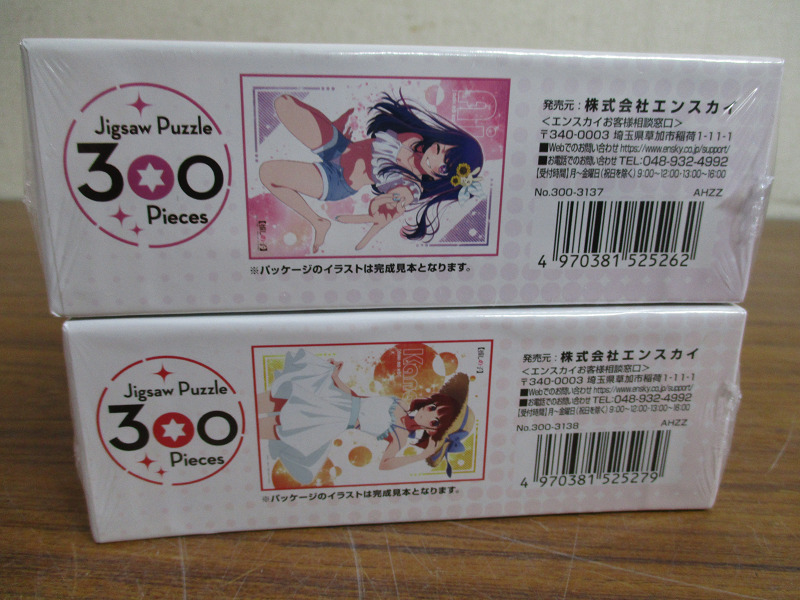 Jigsaw Puzzle
300
Pieces
Ai
【推しの子】
※パッケージのイラストは完成見本となります。
発売元：株式会社エンスカイ
＜エンスカイお客様相談窓口＞
〒340-0003 埼玉県草加市稲荷1-11-1
■Webでのお問い合わせ https://www.ensky.co.jp/support/
■お電話でのお問い合わせ TEL:048-932-4992
【受付時間】月～金曜日（祝日を除く）9:00～12:00・13:00～16:00
No.300-3137 AHZZ
4 970381 525262
Jigsaw Puzzle
300
Pieces
Kana
【推しの子】
※パッケージのイラストは完成見本となります。
発売元：株式会社エンスカイ
＜エンスカイお客様相談窓口＞
〒340-0003 埼玉県草加市稲荷1-11-1
■Webでのお問い合わせ https://www.ensky.co.jp/support/
■お電話でのお問い合わせ TEL:048-932-4992
【受付時間】月～金曜日（祝日を除く）9:00～12:00・13:00～16:00
No.300-3138 AHZZ
4 970381 525279